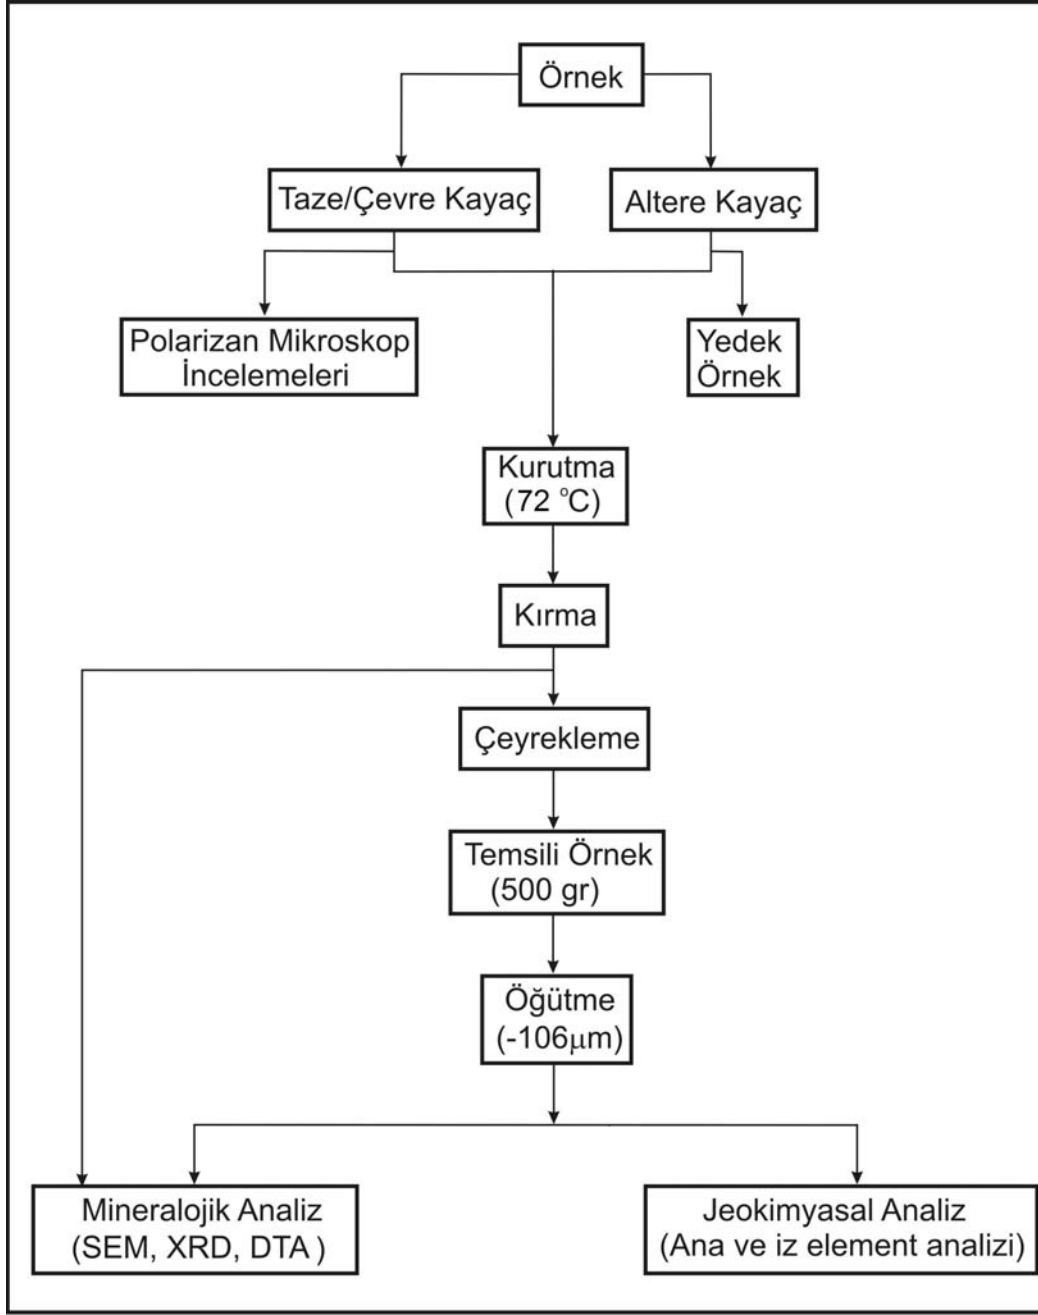 Örnek
Taze/Çevre Kayaç
Altere Kayaç
Polarizan Mikroskop
İncelemeleri
Yedek
Örnek
Kurutma
(72 °C)
Kırma
Çeyrekleme
Temsili Örnek
(500 gr)
Öğütme
(-106μm)
Mineralojik Analiz
(SEM, XRD, DTA )
Jeokimyasal Analiz
(Ana ve iz element analizi)